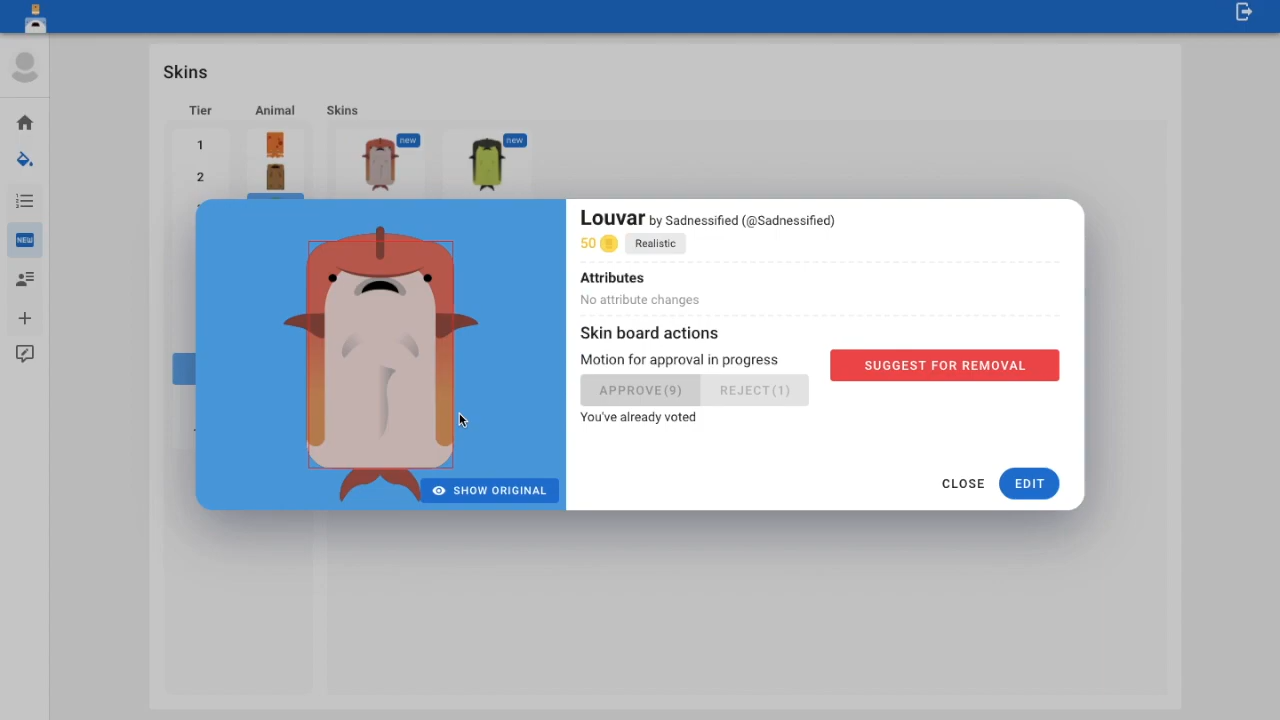 Skins
Tier Animal Skins
1
2
new
new
Louvar by Sadnessified (@Sadnessified)
50 Realistic
Attributes
No attribute changes
Skin board actions
Motion for approval in progress
SUGGEST FOR REMOVAL
APPROVE(9) REJECT(1)
You've already voted
SHOW ORIGINAL
CLOSE EDIT
NEW